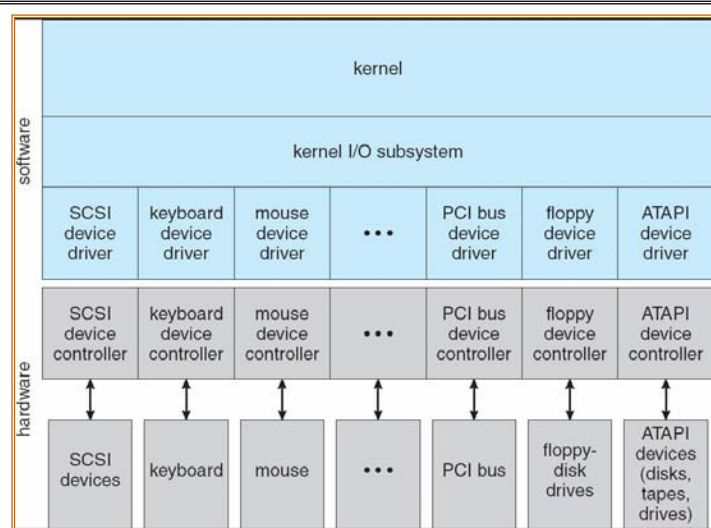 software
kernel
kernel I/O subsystem
SCSI
device
driver
keyboard
device
driver
mouse
device
driver
•••
PCI bus
device
driver
floppy
device
driver
ATAPI
device
driver
hardware
SCSI
device
controller
keyboard
device
controller
mouse
device
controller
•••
PCI bus
device
controller
floppy
device
controller
ATAPI
device
controller
SCSI
devices
keyboard
mouse
•••
PCI bus
floppy-
disk
drives
ATAPI
devices
(disks,
tapes,
drives)